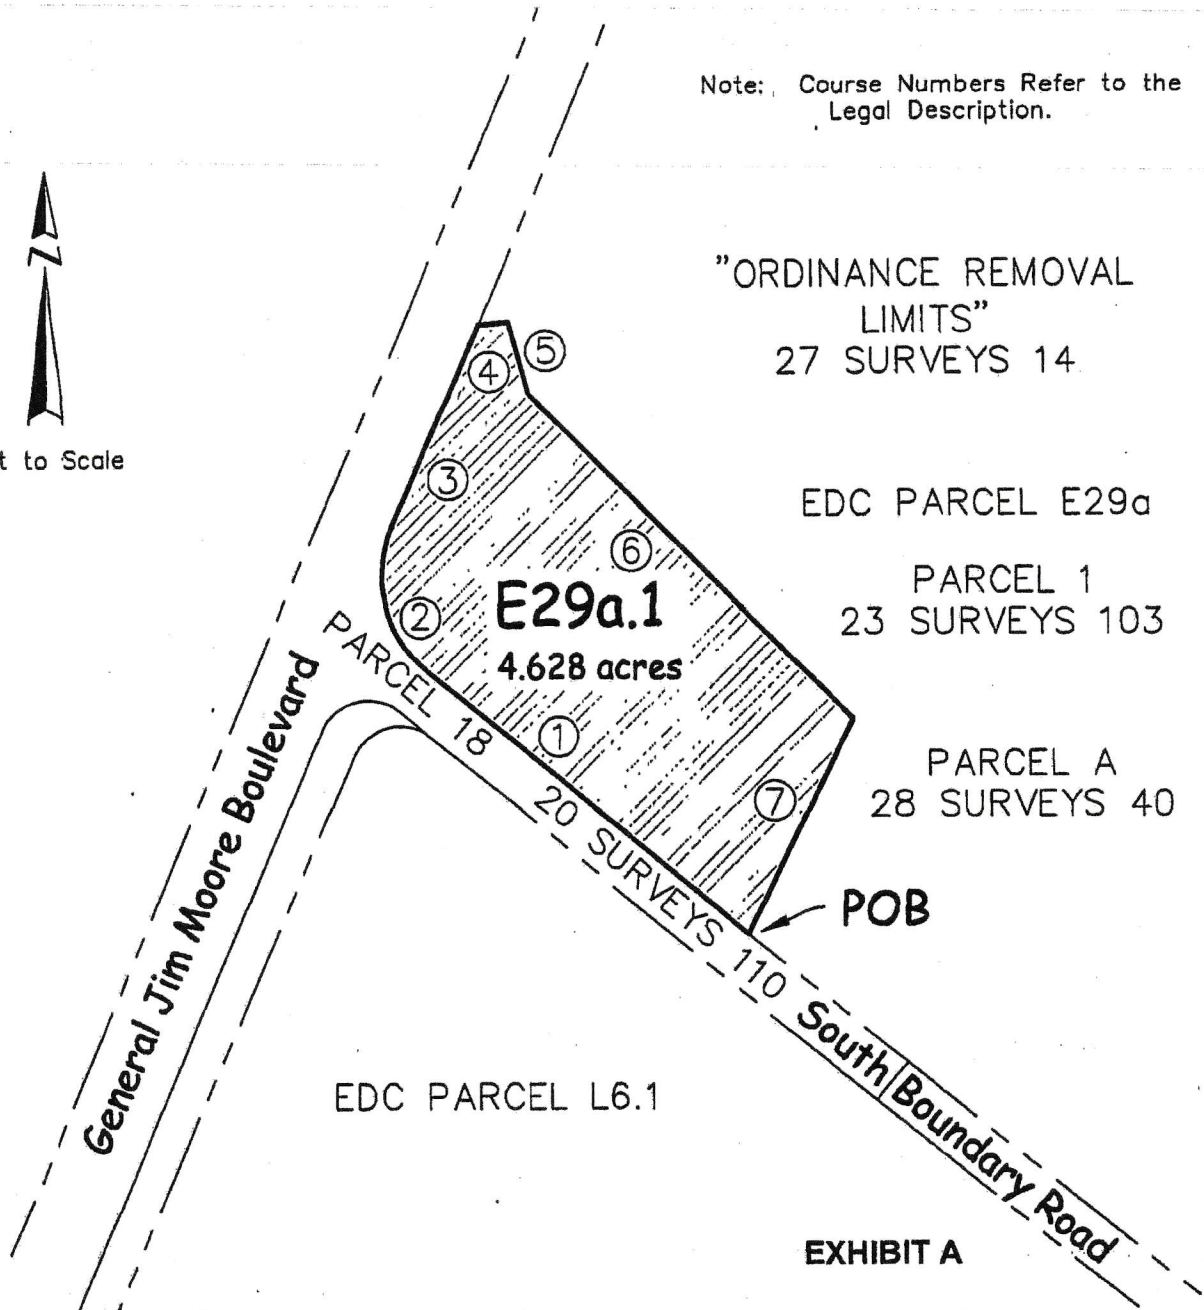 Note: Course Numbers Refer to the
Legal Description.
N
t to Scale
"ORDINANCE REMOVAL
LIMITS"
27 SURVEYS 14
⑤
④
③
EDC PARCEL E29a
⑥
PARCEL 1
23 SURVEYS 103
E29a.1
4.628 acres
②
PARCEL 18
①
20 SURVEYS 110
PARCEL A
28 SURVEYS 40
⑦
POB
General Jim Moore Boulevard
South Boundary Road
EDC PARCEL L6.1
EXHIBIT A